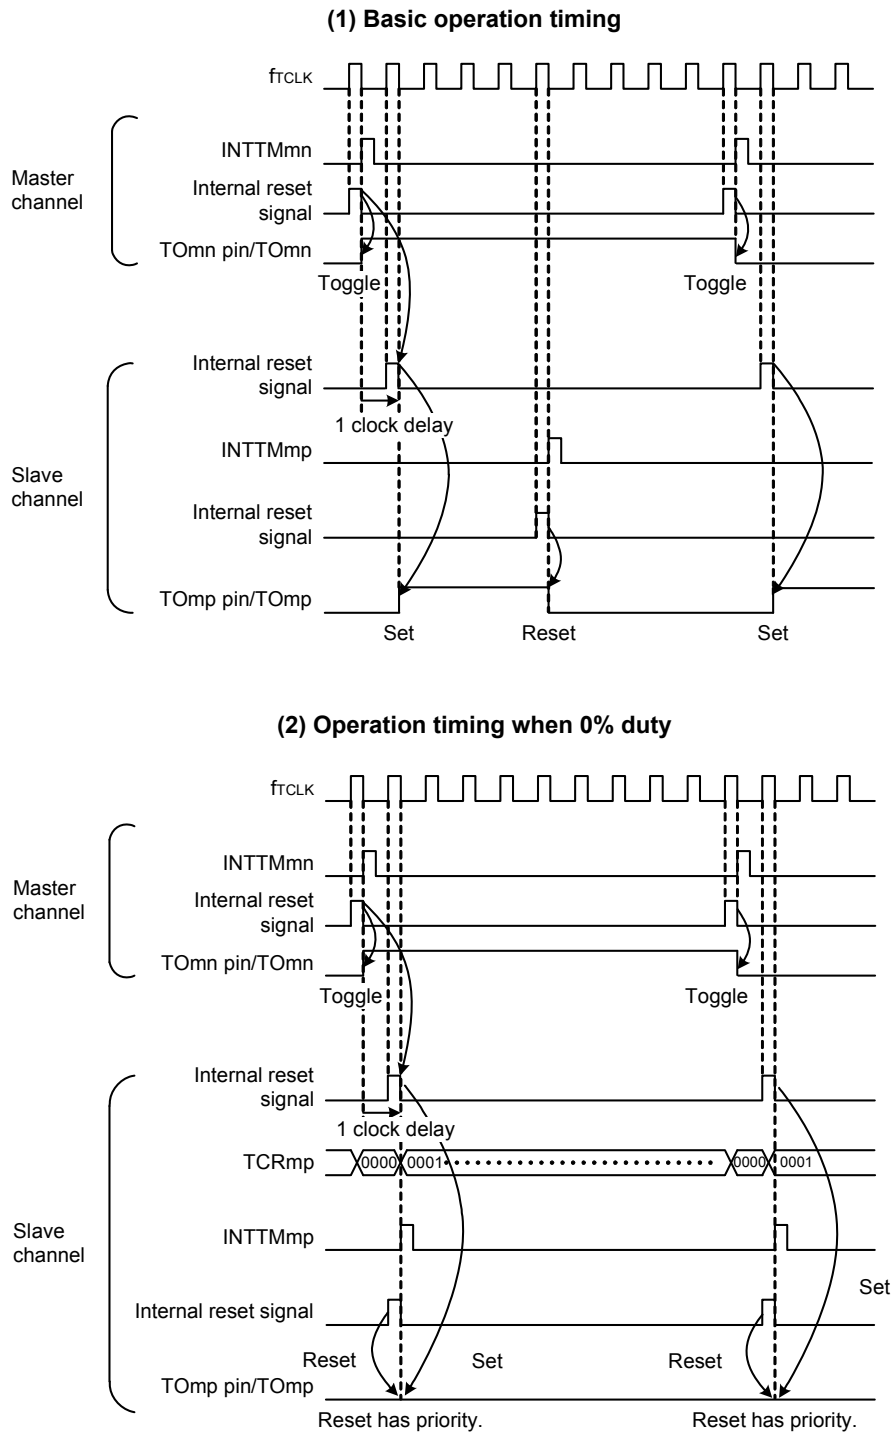 (1) Basic operation timing
fTCLK
INTTMmn
Master
channel
Internal reset
signal
TOmn pin/TOmn
Toggle
Toggle
Internal reset
signal
1 clock delay
INTTMmp
Slave
channel
Internal reset
signal
TOmp pin/TOmp
Set
Reset
Set
(2) Operation timing when 0% duty
fTCLK
INTTMmn
Master
channel
Internal reset
signal
TOmn pin/TOmn
Toggle
Toggle
Internal reset
signal
1 clock delay
TCRmp
0000
0001
0000
0001
Slave
channel
INTTMmp
Set
Internal reset signal
Reset
Set
Reset
TOmp pin/TOmp
Reset has priority.
Reset has priority.